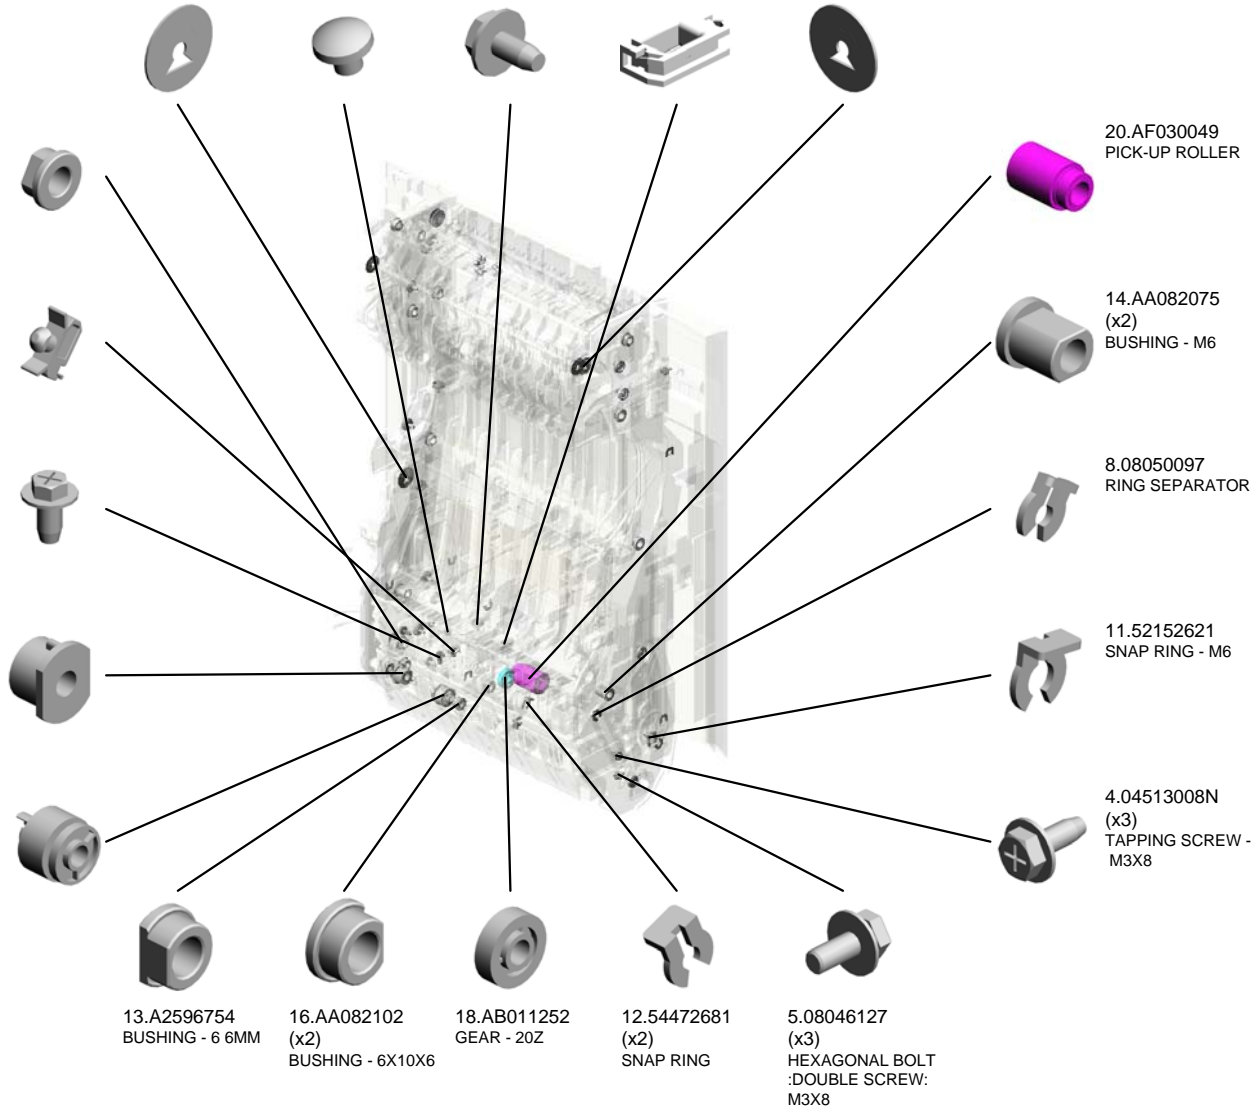 20.AF030049
PICK-UP ROLLER
14.AA082075
(x2)
BUSHING - M6
8.08050097
RING SEPARATOR
11.52152621
SNAP RING - M6
4.04513008N
(x3)
TAPPING SCREW -
M3X8
13.A2596754
BUSHING - 6 6MM
16.AA082102
(x2)
BUSHING - 6X10X6
18.AB011252
GEAR - 20Z
12.54472681
(x2)
SNAP RING
5.08046127
(x3)
HEXAGONAL BOLT
:DOUBLE SCREW:
M3X8